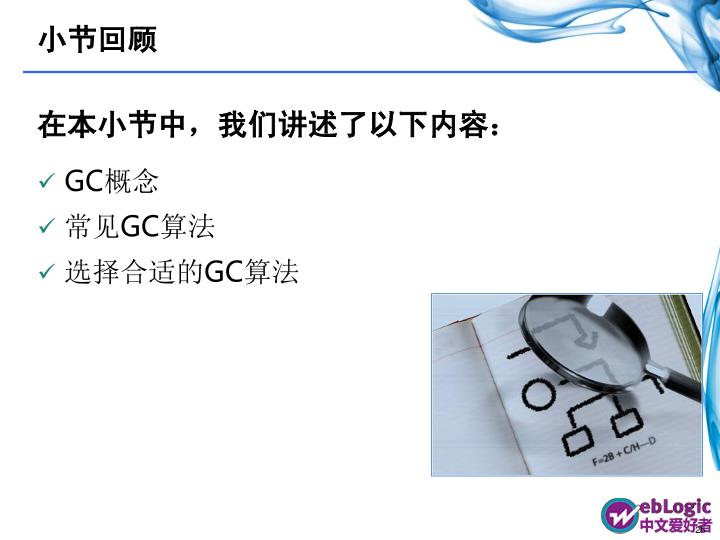 小节回顾
在本小节中，我们讲述了以下内容：
GC概念
常见GC算法
选择合适的GC算法
F=2B + C/H—D
WebLogic
中文爱好者